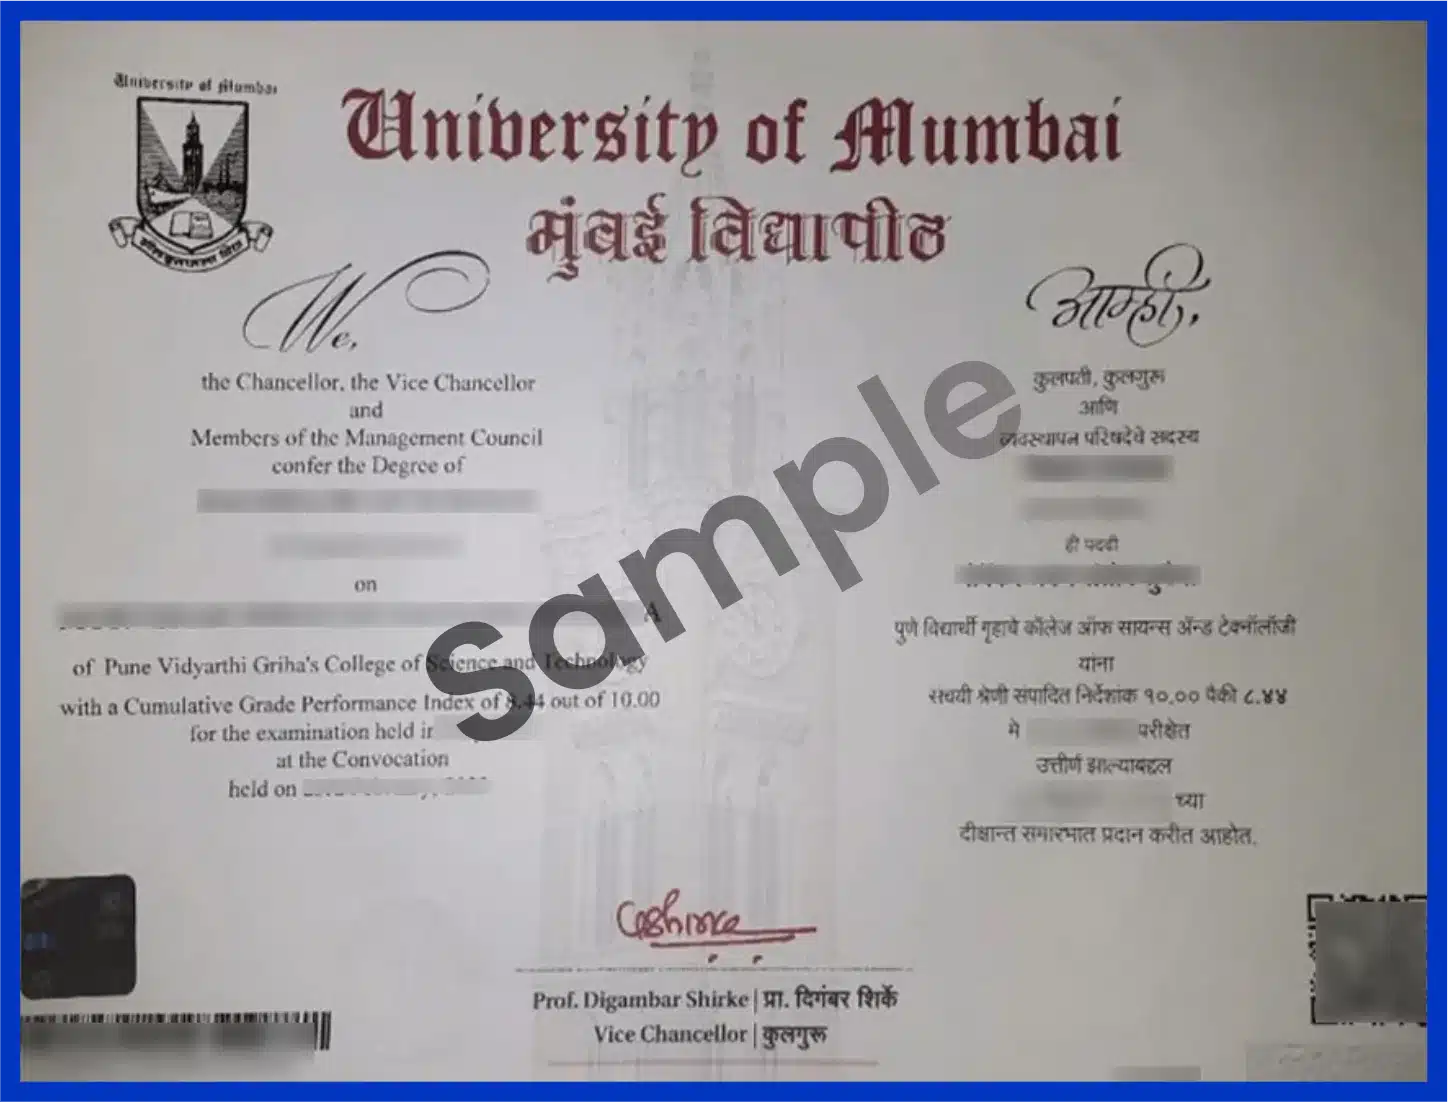 University of Mumbai
University of Mumbai
मुंबई विद्यापीठ
We,
the Chancellor, the Vice Chancellor
and
Members of the Management Council
confer the Degree of
on
A
of Pune Vidyarthi Griha's College of Science and Technology
with a Cumulative Grade Performance Index of 8.44 out of 10.00
for the examination held in
at the Convocation
held on
आम्ही,
कुलपती, कुलगुरू
आणि
व्यवस्थापन परिषदेचे सदस्य
ही पदवी
पुणे विद्यार्थी गृहाचे कॉलेज ऑफ सायन्स अँन्ड टेक्नॉलॉजी
यांना
सचयी श्रेणी संपादित निर्देशांक १०.०० पैकी ८.४४
मे
परीक्षेत
उत्तीर्ण झाल्याबद्दल
च्या
दीक्षान्त समारंभात प्रदान करीत आहोत.
sample
Prof. Digambar Shirke | प्रा. दिगंबर शिर्के
Vice Chancellor | कुलगुरू